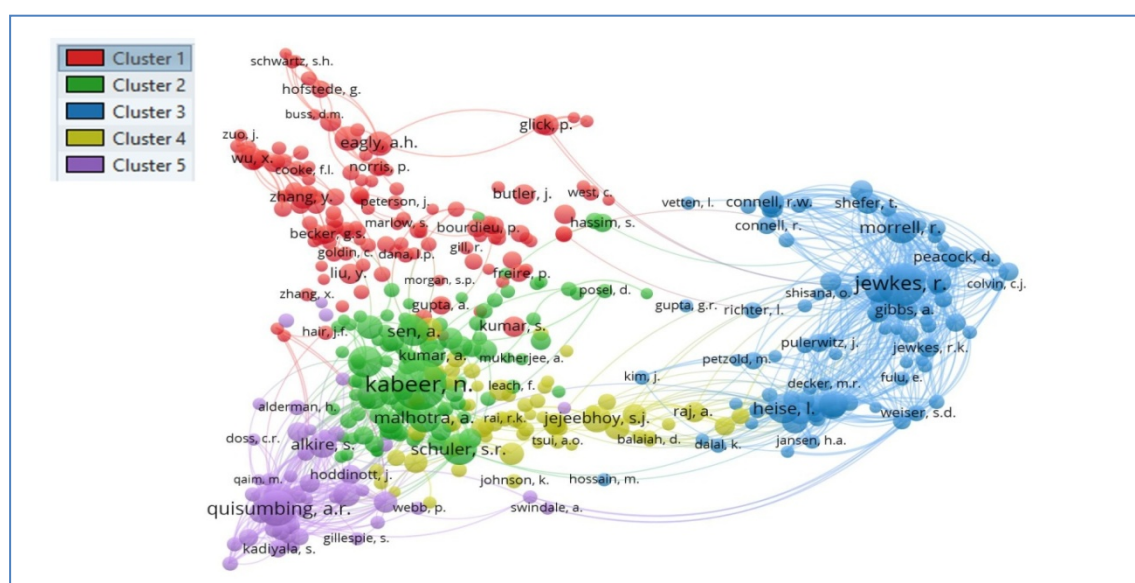 Cluster 1
Cluster 2
Cluster 3
Cluster 4
Cluster 5
schwartz, s.h.
hofstede, g.
buss, d.m.
glick, p.
zuo, j.
eagly, a.h.
wu, x.
cooke, f.l.
norris, p.
zhang, y.
peterson, j.
butler, j.
west, c.
vetten, l.
connell, r.w.
shefer, t.
becker, g.s.
marlow, s.
bourdieu, p.
hassim, s.
connell, r.
morrell, r.
goldin, c.
dana, l.p.
gill, r.
peacock, d.
liu, y.
freire, p.
morgan, s.p.
jewkes, r.
colvin, c.j.
zhang, x.
gupta, a.
posel, d.
gupta, g.r.
shisana, o.
richter, l.
gibbs, a.
hair, j.f.
sen, a.
kumar, s.
pulerwitz, j.
jewkes, r.k.
kumar, a.
mukherjee, a.
petzold, m.
kabeer, n.
leach, f.
kim, j.
decker, m.r.
fulu, e.
alderman, h.
malhotra, a.
rai, r.k.
jejeebhoy, s.j.
raj, a.
heise, l.
weiser, s.d.
doss, c.r.
alkire, s.
schuler, s.r.
tsui, a.o.
balaiah, d.
dalal, k.
jansen, h.a.
qaim, m.
hoddinott, j.
johnson, k.
hossain, m.
quisumbing, a.r.
webb, p.
swindale, a.
kadiyala, s.
gillespie, s.